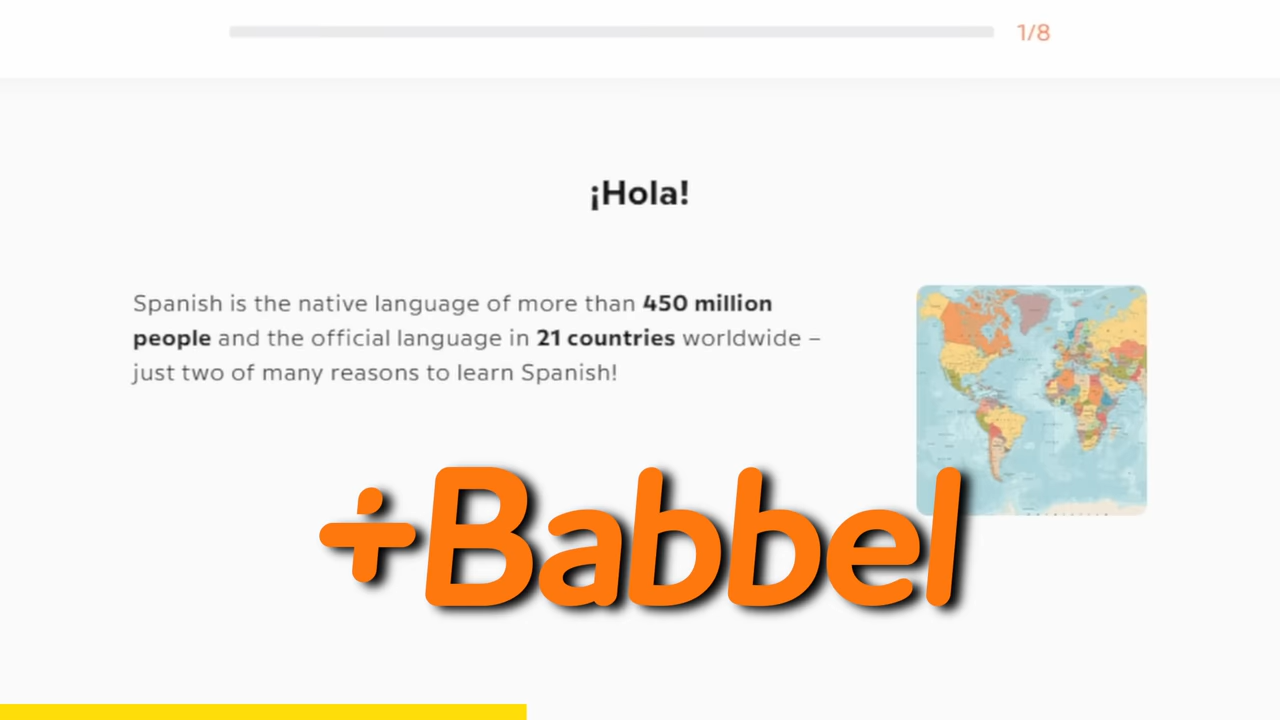 1/8
¡Hola!
Spanish is the native language of more than 450 million
people and the official language in 21 countries worldwide –
just two of many reasons to learn Spanish!
+Babbel